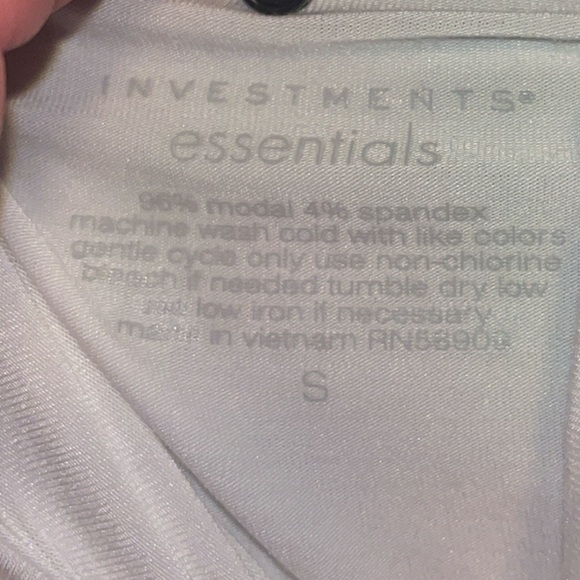 INVESTMENTS®
essentials
96% modal 4% spandex
machine wash cold with like colors
gentle cycle only use non-chlorine
bleach if needed tumble dry low
low iron if necessary
made in vietnam
S